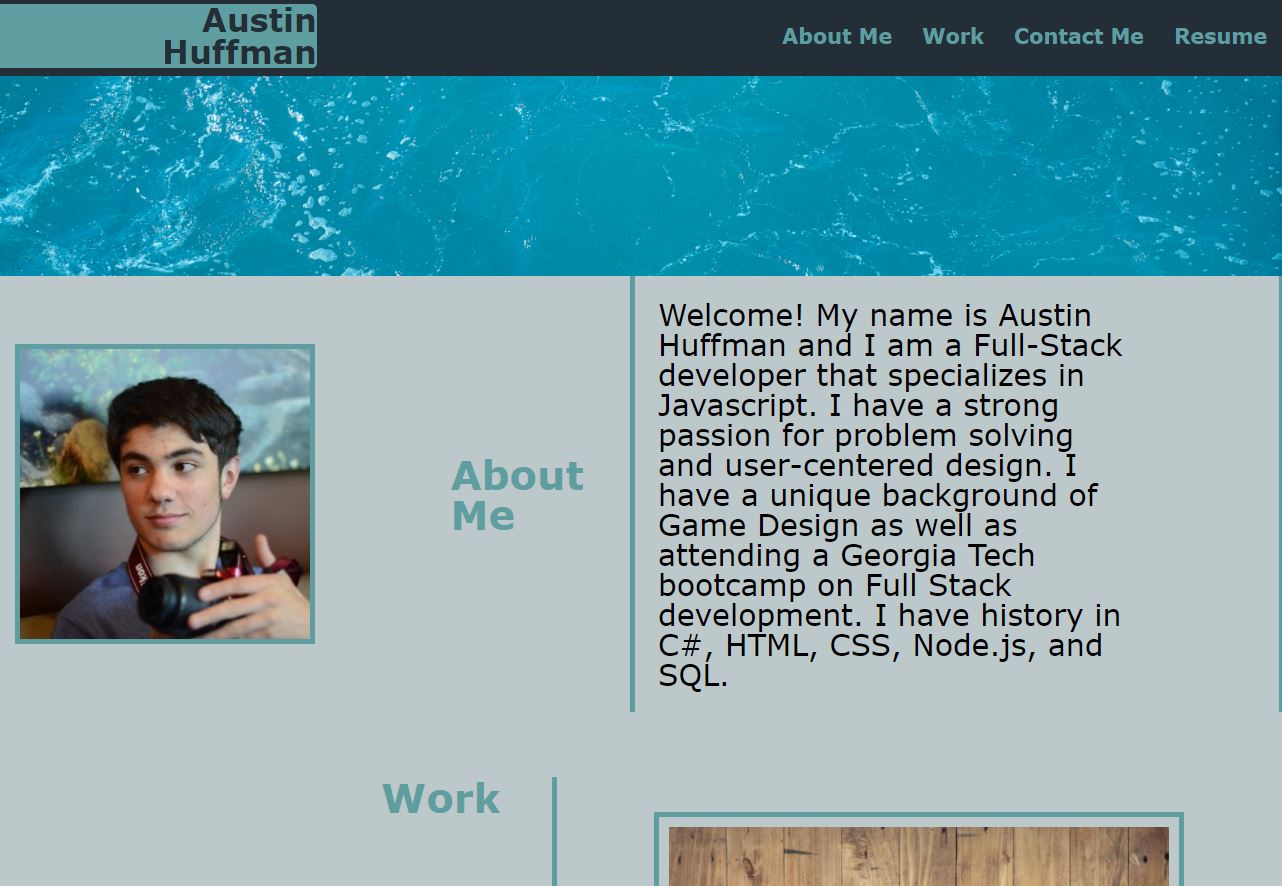 Austin
Huffman
About Me
Work
Contact Me
Resume
About
Me
Welcome! My name is Austin
Huffman and I am a Full-Stack
developer that specializes in
Javascript. I have a strong
passion for problem solving
and user-centered design. I
have a unique background of
Game Design as well as
attending a Georgia Tech
bootcamp on Full Stack
development. I have history in
C#, HTML, CSS, Node.js, and
SQL.
Work